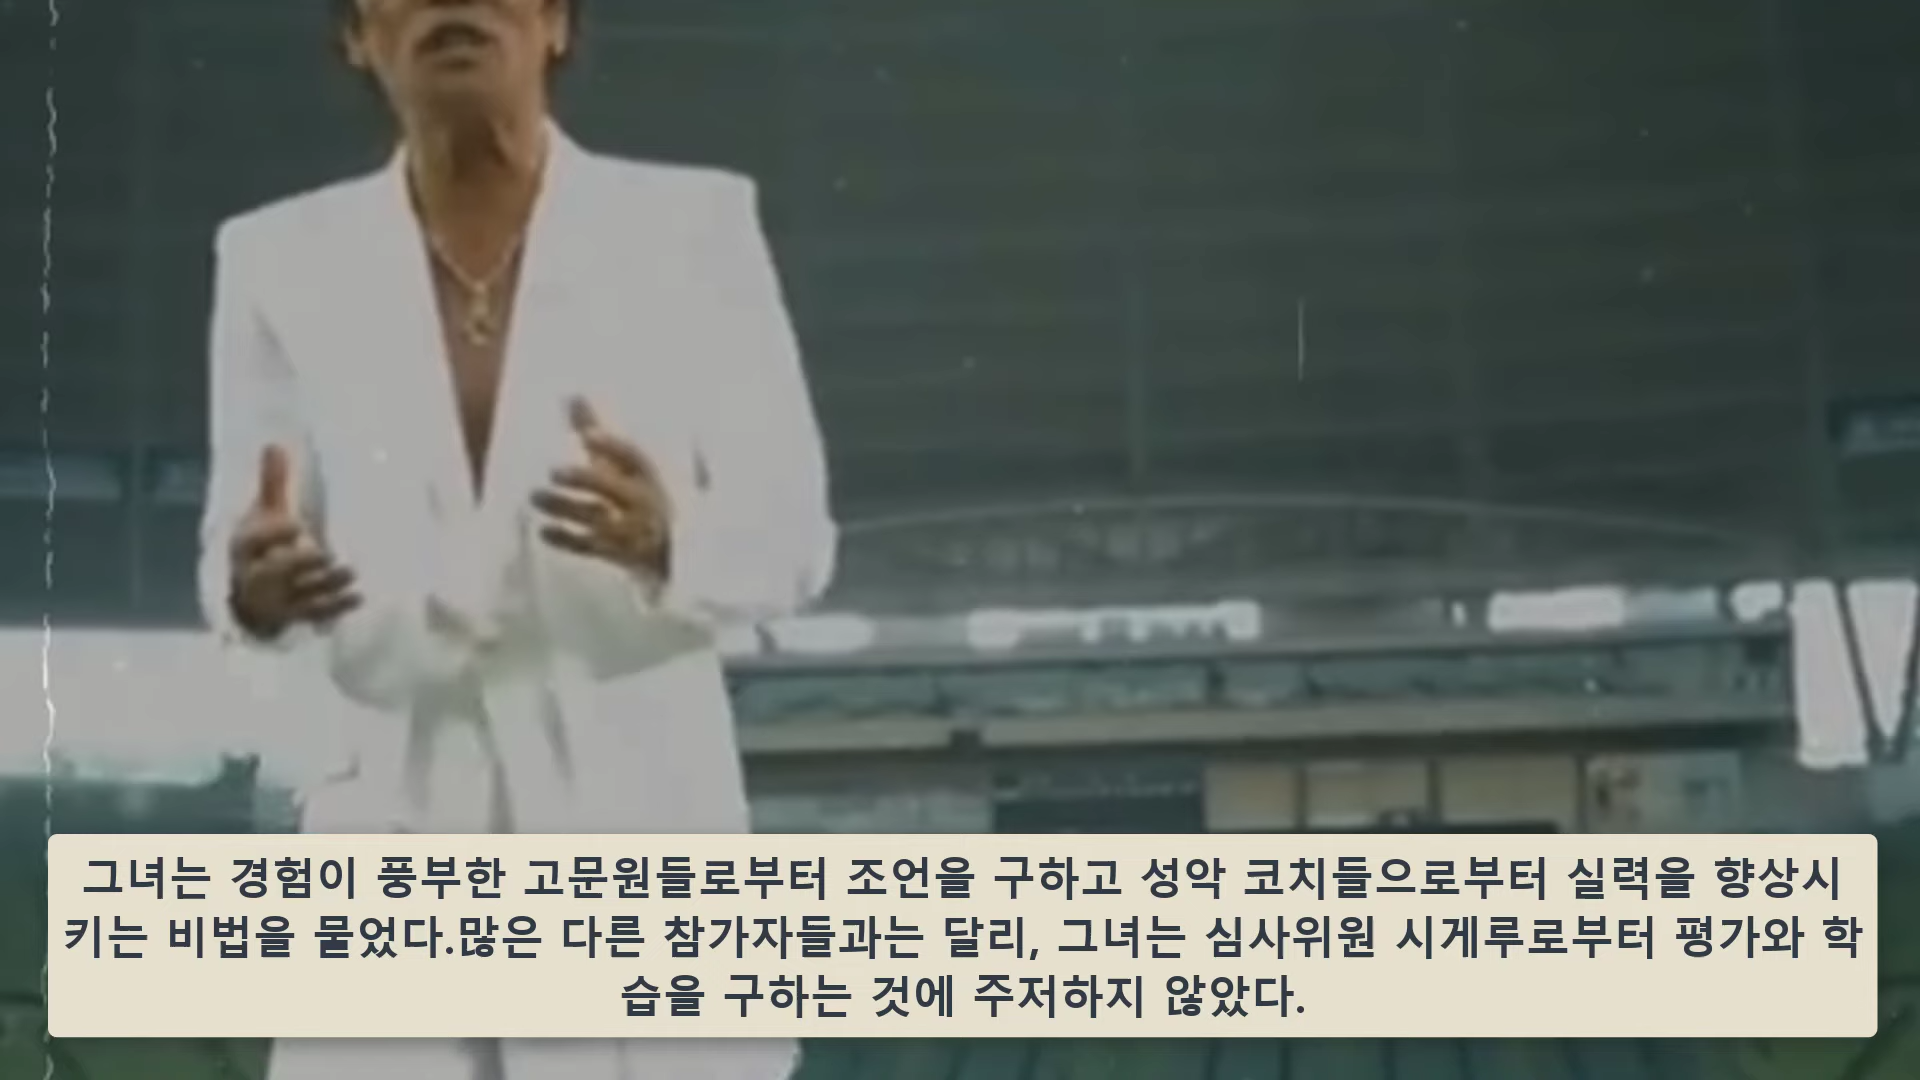 그녀는 경험이 풍부한 고문원들로부터 조언을 구하고 성악 코치들으로부터 실력을 향상시
키는 비법을 물었다.많은 다른 참가자들과는 달리, 그녀는 심사위원 시게루로부터 평가와 학
습을 구하는 것에 주저하지 않았다.